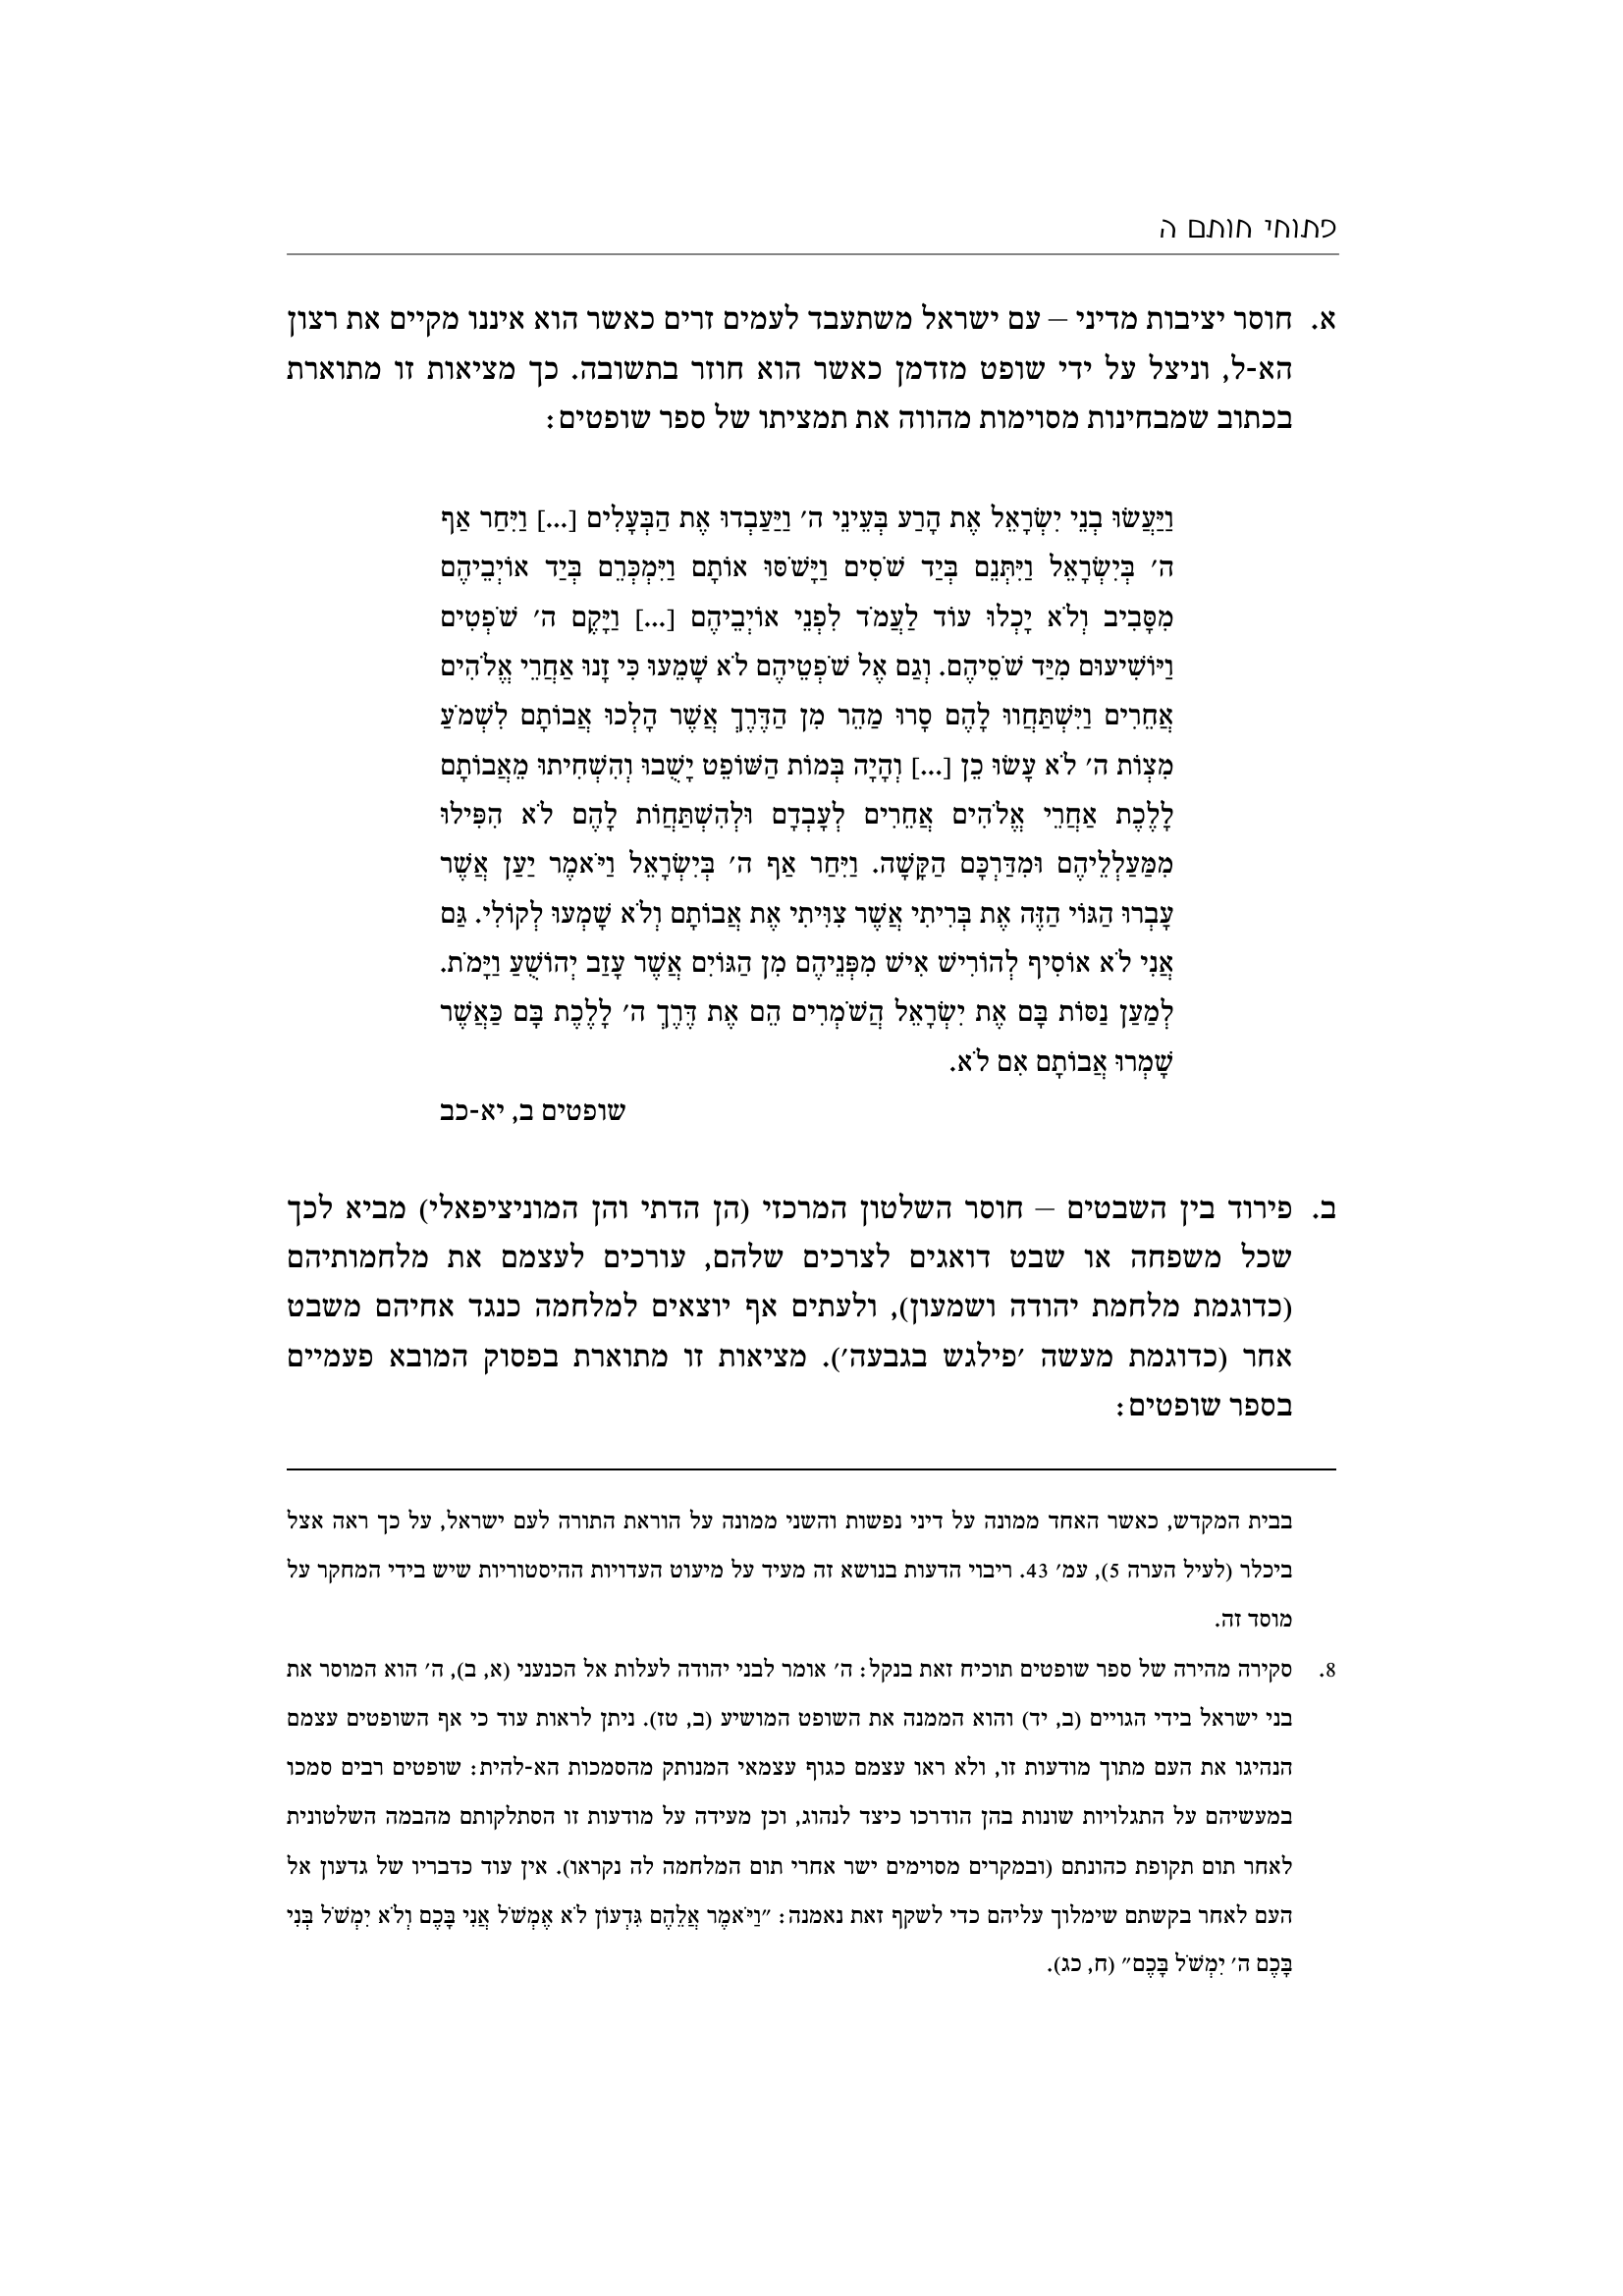 פתוחי חותם ה
א. חוסר יציבות מדיני – עם ישראל משתעבד לעמים זרים כאשר הוא איננו מקיים את רצון
הא-ל, וניצל על ידי שופט מזדמן כאשר הוא חוזר בתשובה. כך מציאות זו מתוארת
בכתוב שמבחינות מסוימות מהווה את תמציתו של ספר שופטים:
וַיַּעֲשׂוּ בְנֵי יִשְׂרָאֵל אֶת הָרַע בְּעֵינֵי ה׳ וַיַּעַבְדוּ אֶת הַבְּעָלִים [...] וַיִּחַר אַף
ה׳ בְּיִשְׂרָאֵל וַיִּתְּנֵם בְּיַד שֹׁסִים וַיָּשֹׁסּוּ אוֹתָם וַיִּמְכְּרֵם בְּיַד אוֹיְבֵיהֶם
מִסָּבִיב וְלֹא יָכְלוּ עוֹד לַעֲמֹד לִפְנֵי אוֹיְבֵיהֶם [...] וַיָּקֶם ה׳ שֹׁפְטִים
וַיּוֹשִׁיעוּם מִיַּד שֹׁסֵיהֶם. וְגַם אֶל שֹׁפְטֵיהֶם לֹא שָׁמֵעוּ כִּי זָנוּ אַחֲרֵי אֱלֹהִים
אֲחֵרִים וַיִּשְׁתַּחֲווּ לָהֶם סָרוּ מַהֵר מִן הַדֶּרֶךְ אֲשֶׁר הָלְכוּ אֲבוֹתָם לִשְׁמֹעַ
מִצְוֹת ה׳ לֹא עָשׂוּ כֵן [...] וְהָיָה בְּמוֹת הַשּׁוֹפֵט יָשֻׁבוּ וְהִשְׁחִיתוּ מֵאֲבוֹתָם
לָלֶכֶת אַחֲרֵי אֱלֹהִים אֲחֵרִים לְעָבְדָם וּלְהִשְׁתַּחֲוֹת לָהֶם לֹא הִפִּילוּ
מִמַּעַלְלֵיהֶם וּמִדַּרְכָּם הַקָּשָׁה. וַיִּחַר אַף ה׳ בְּיִשְׂרָאֵל וַיֹּאמֶר יַעַן אֲשֶׁר
עָבְרוּ הַגּוֹי הַזֶּה אֶת בְּרִיתִי אֲשֶׁר צִוִּיתִי אֶת אֲבוֹתָם וְלֹא שָׁמְעוּ לְקוֹלִי. גַּם
אֲנִי לֹא אוֹסִיף לְהוֹרִישׁ אִישׁ מִפְּנֵיהֶם מִן הַגּוֹיִם אֲשֶׁר עָזַב יְהוֹשֻׁעַ וַיָּמֹת.
לְמַעַן נַסּוֹת בָּם אֶת יִשְׂרָאֵל הֲשֹׁמְרִים הֵם אֶת דֶּרֶךְ ה׳ לָלֶכֶת בָּם כַּאֲשֶׁר
שָׁמְרוּ אֲבוֹתָם אִם לֹא.
שופטים ב, יא-כב
ב. פירוד בין השבטים – חוסר השלטון המרכזי (הן הדתי והן המוניציפאלי) מביא לכך
שכל משפחה או שבט דואגים לצרכים שלהם, עורכים לעצמם את מלחמותיהם
(כדוגמת מלחמת יהודה ושמעון), ולעתים אף יוצאים למלחמה כנגד אחיהם משבט
אחר (כדוגמת מעשה ׳פילגש בגבעה׳). מציאות זו מתוארת בפסוק המובא פעמיים
בספר שופטים:
בבית המקדש, כאשר האחד ממונה על דיני נפשות והשני ממונה על הוראת התורה לעם ישראל, על כך ראה אצל
ביכלר (לעיל הערה 5), עמ׳ 43. ריבוי הדעות בנושא זה מעיד על מיעוט העדויות ההיסטוריות שיש בידי המחקר על
מוסד זה.
8. סקירה מהירה של ספר שופטים תוכיח זאת בנקל: ה׳ אומר לבני יהודה לעלות אל הכנעני (א, ב), ה׳ הוא המוסר את
בני ישראל בידי הגויים (ב, יד) והוא הממנה את השופט המושיע (ב, טז). ניתן לראות עוד כי אף השופטים עצמם
הנהיגו את העם מתוך מודעות זו, ולא ראו עצמם כגוף עצמאי המנותק מהסמכות הא-להית: שופטים רבים סמכו
במעשיהם על התגלויות שונות בהן הודרכו כיצד לנהוג, וכן מעידה על מודעות זו הסתלקותם מהבמה השלטונית
לאחר תום תקופת כהונתם (ובמקרים מסוימים ישר אחרי תום המלחמה לה נקראו). אין עוד כדבריו של גדעון אל
העם לאחר בקשתם שימלוך עליהם כדי לשקף זאת נאמנה: ״וַיֹּאמֶר אֲלֵהֶם גִּדְעוֹן לֹא אֶמְשֹׁל אֲנִי בָּכֶם וְלֹא יִמְשֹׁל בְּנִי
בָּכֶם ה׳ יִמְשֹׁל בָּכֶם״ (ח, כג).